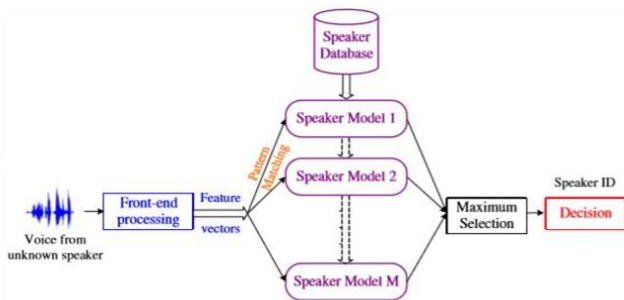 Speaker
Database
Speaker Model 1
Pattern
Matching
Speaker Model 2
Feature
vectors
Front-end
processing
Voice from
unknown speaker
Maximum
Selection
Speaker ID
Decision
Speaker Model M